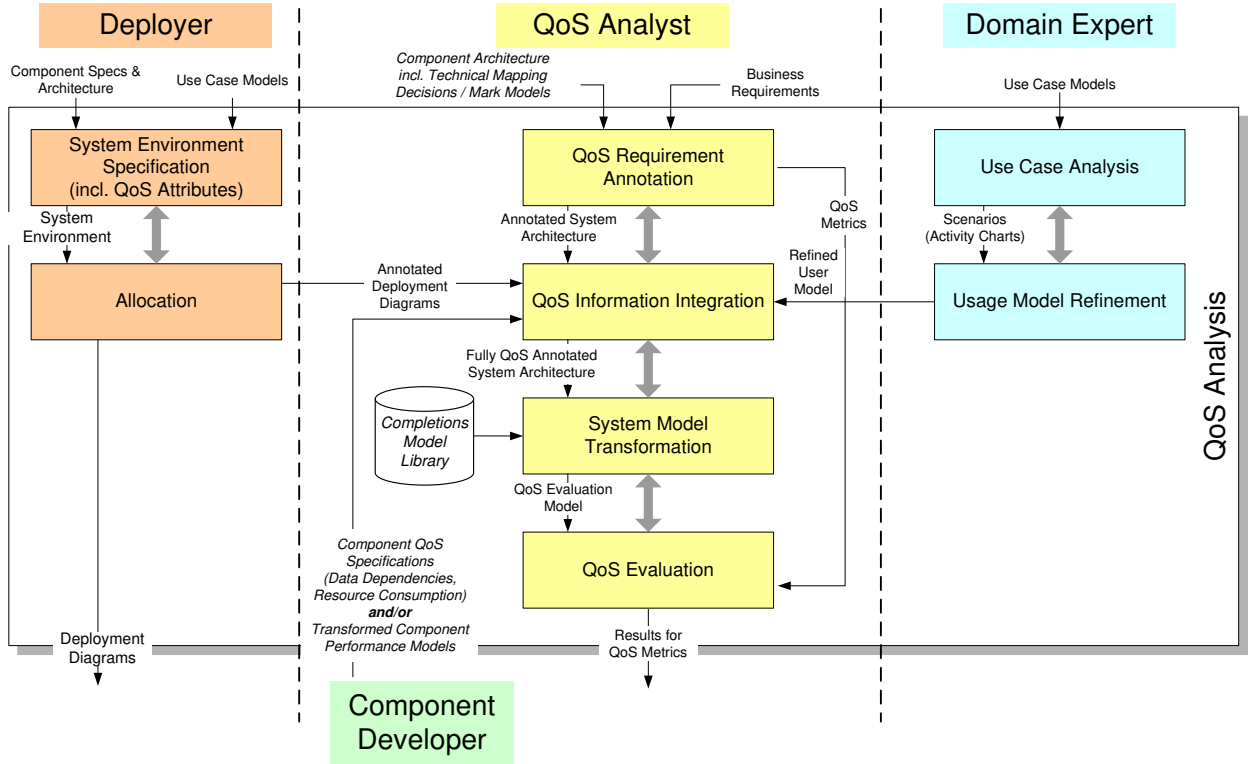 Deployer
QoS Analyst
Domain Expert
Component Specs &
Architecture
Use Case Models
Component Architecture
incl. Technical Mapping
Decisions / Mark Models
Business
Requirements
Use Case Models
System Environment
Specification
(incl. QoS Attributes)
QoS Requirement
Annotation
Use Case Analysis
System
Environment
Annotated System
Architecture
QoS
Metrics
Scenarios
(Activity Charts)
Allocation
Annotated
Deployment
Diagrams
QoS Information Integration
Refined
User
Model
Usage Model Refinement
QoS Analysis
Fully QoS Annotated
System Architecture
Completions
Model
Library
System Model
Transformation
QoS Evaluation
Model
QoS Evaluation
Component QoS
Specifications
(Data Dependencies,
Resource Consumption)
and/or
Transformed Component
Performance Models
Deployment
Diagrams
Results for
QoS Metrics
Component
Developer